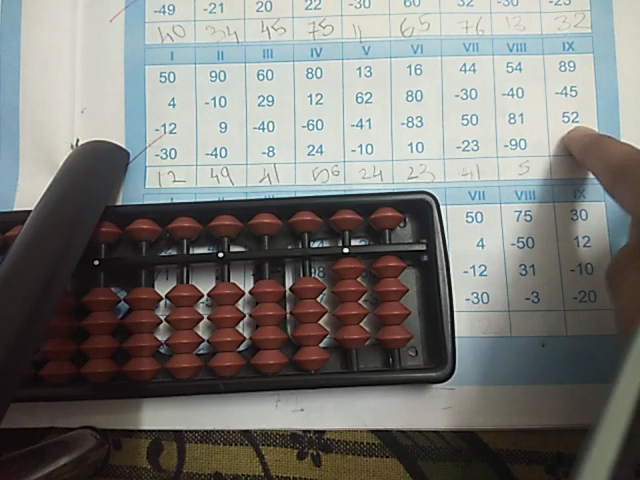 -49 -21 20 22 -30 60 32 -30 -23
40 34 45 75 11 65 76 13 32
I II III IV V VI VII VIII IX
50 90 60 80 13 16 44 54 89
4 -10 29 12 62 80 -30 -40 -45
-12 9 -40 -60 -41 -83 50 81 52
-30 -40 -8 24 -10 10 -23 -90
12 49 41 56 24 23 41 5
I VII VIII IX
50 75 30
4 -50 12
-12 31 -10
-30 -3 -20